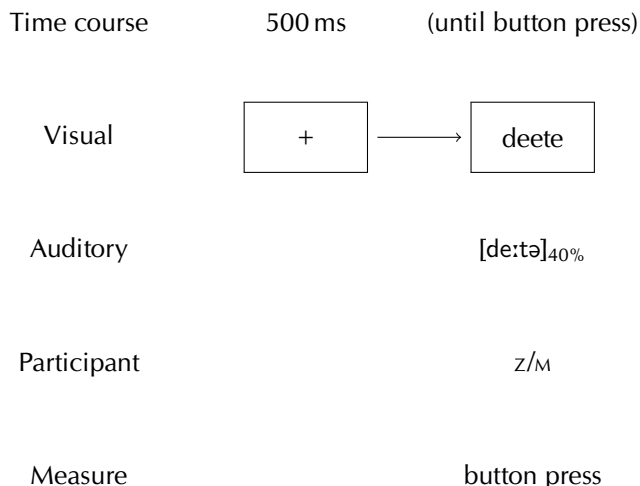 Time course 500 ms (until button press)
Visual + deete
Auditory [deːtə]40%
Participant Z/M
Measure button press